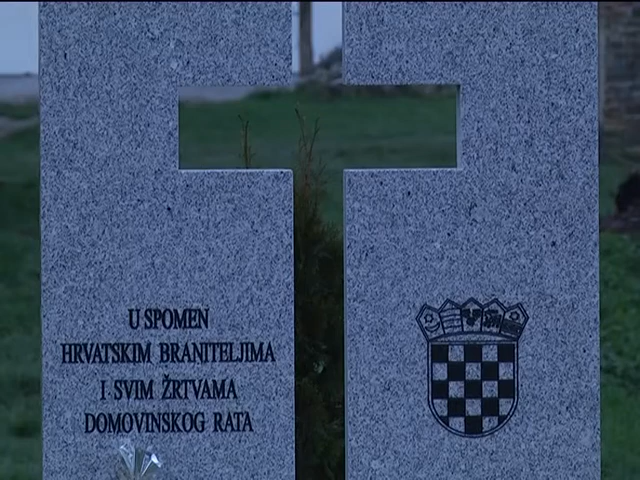 U SPOMEN
HRVATSKIM BRANITELJIMA
I SVIM ŽRTVAMA
DOMOVINSKOG RATA